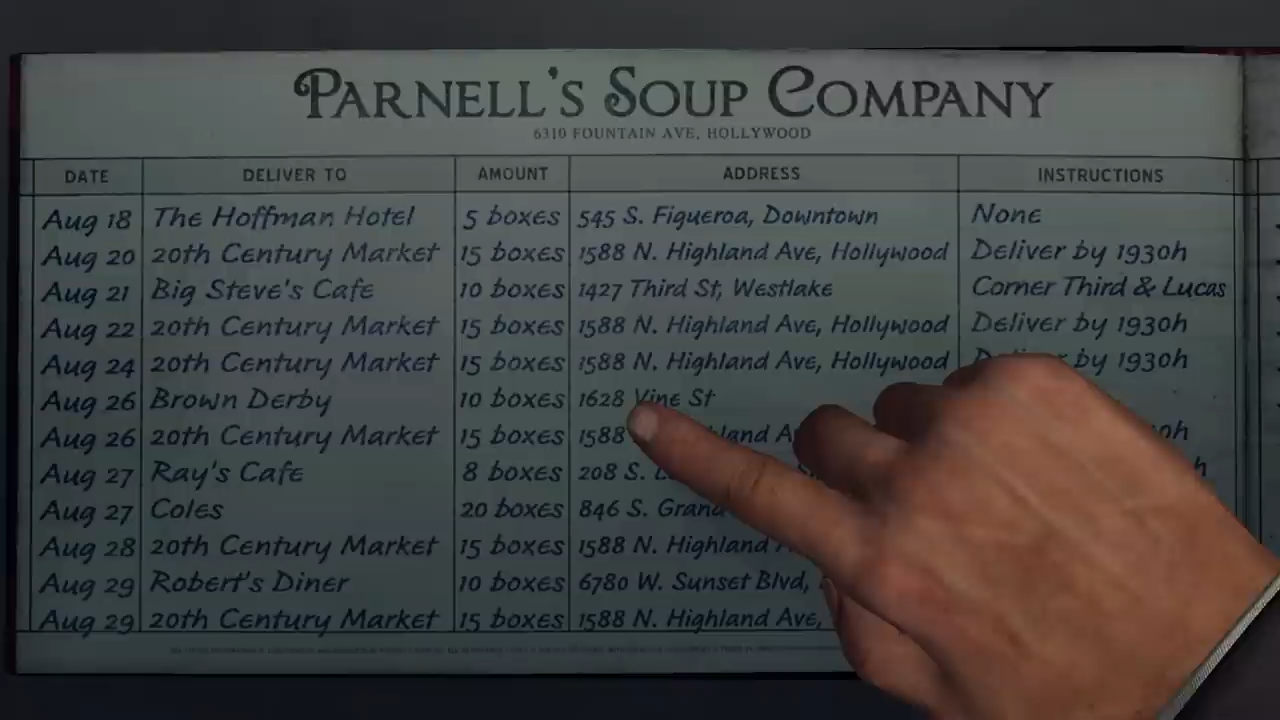 PARNELL'S SOUP COMPANY
6310 FOUNTAIN AVE, HOLLYWOOD
DATE DELIVER TO AMOUNT ADDRESS INSTRUCTIONS
Aug 18 The Hoffman Hotel 5 boxes 545 S. Figueroa, Downtown None
Aug 20 20th Century Market 15 boxes 1588 N. Highland Ave, Hollywood Deliver by 1930h
Aug 21 Big Steve's Cafe 10 boxes 1427 Third St, Westlake Corner Third & Lucas
Aug 22 20th Century Market 15 boxes 1588 N. Highland Ave, Hollywood Deliver by 1930h
Aug 24 20th Century Market 15 boxes 1588 N. Highland Ave, Hollywood Deliver by 1930h
Aug 26 Brown Derby 10 boxes 1628 Vine St
Aug 26 20th Century Market 15 boxes 1588
Aug 27 Ray's Cafe 8 boxes 208 S.
Aug 27 Coles 20 boxes 846 S. Grand
Aug 28 20th Century Market 15 boxes 1588 N. Highland
Aug 29 Robert's Diner 10 boxes 6780 W. Sunset Blvd,
Aug 29 20th Century Market 15 boxes 1588 N. Highland Ave,